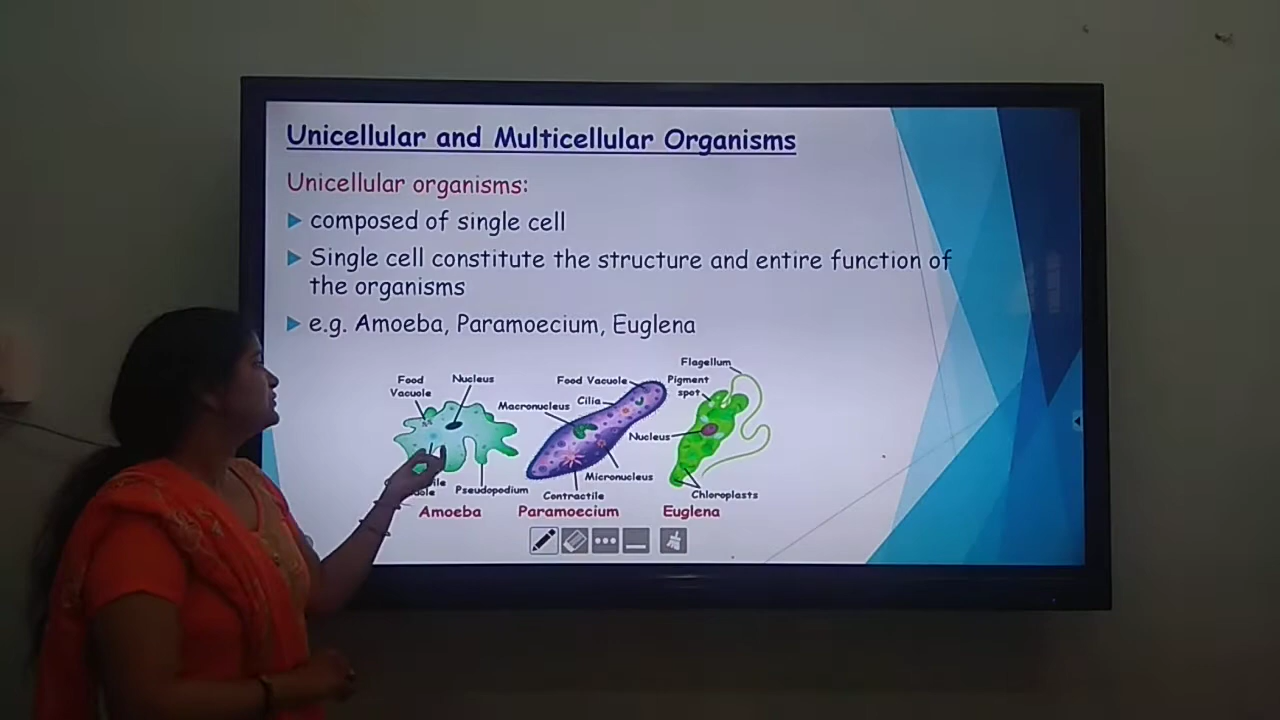 Unicellular and Multicellular Organisms
Unicellular organisms:
composed of single cell
Single cell constitute the structure and entire function of
the organisms
e.g. Amoeba, Paramoecium, Euglena
Food
Vacuole
Nucleus
Pseudopodium
Amoeba
Food Vacuole
Cilia
Macronucleus
Micronucleus
Contractile
Paramoecium
Flagellum
Pigment
spot
Nucleus
Chloroplasts
Euglena